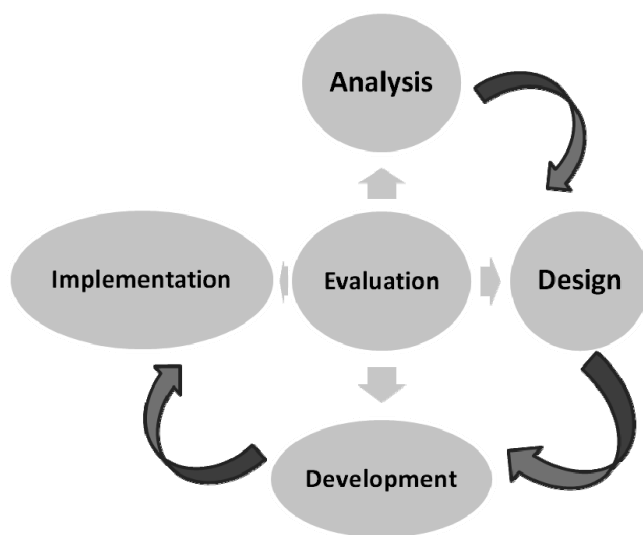 Analysis
Implementation
Evaluation
Design
Development